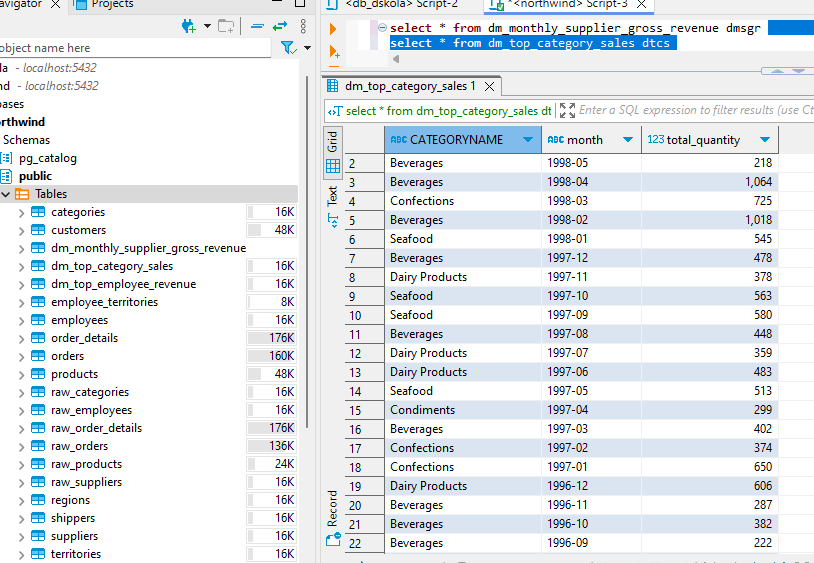 avigator
Projects
<db_dskola> Script-2
*<northwind> Script-3
object name here
la - localhost:5432
nd - localhost:5432
bases
rthwind
Schemas
pg_catalog
public
Tables
categories 16K
customers 48K
dm_monthly_supplier_gross_revenue
dm_top_category_sales 16K
dm_top_employee_revenue 16K
employee_territories 8K
employees 16K
order_details 176K
orders 160K
products 48K
raw_categories 16K
raw_employees 16K
raw_order_details 176K
raw_orders 136K
raw_products 24K
raw_suppliers 16K
regions 16K
shippers 16K
suppliers 16K
territories 16K
select * from dm_monthly_supplier_gross_revenue dmsgr
select * from dm_top_category_sales dtcs
dm_top_category_sales 1
select * from dm_top_category_sales dt
Enter a SQL expression to filter results (use Ct
Grid
Text
Record
ABC CATEGORYNAME ABC month 123 total_quantity
2 Beverages 1998-05 218
3 Beverages 1998-04 1,064
4 Confections 1998-03 725
5 Beverages 1998-02 1,018
6 Seafood 1998-01 545
7 Beverages 1997-12 478
8 Dairy Products 1997-11 378
9 Seafood 1997-10 563
10 Seafood 1997-09 580
11 Beverages 1997-08 448
12 Dairy Products 1997-07 359
13 Dairy Products 1997-06 483
14 Seafood 1997-05 513
15 Condiments 1997-04 299
16 Beverages 1997-03 402
17 Confections 1997-02 374
18 Confections 1997-01 650
19 Dairy Products 1996-12 606
20 Beverages 1996-11 287
21 Beverages 1996-10 382
22 Beverages 1996-09 222